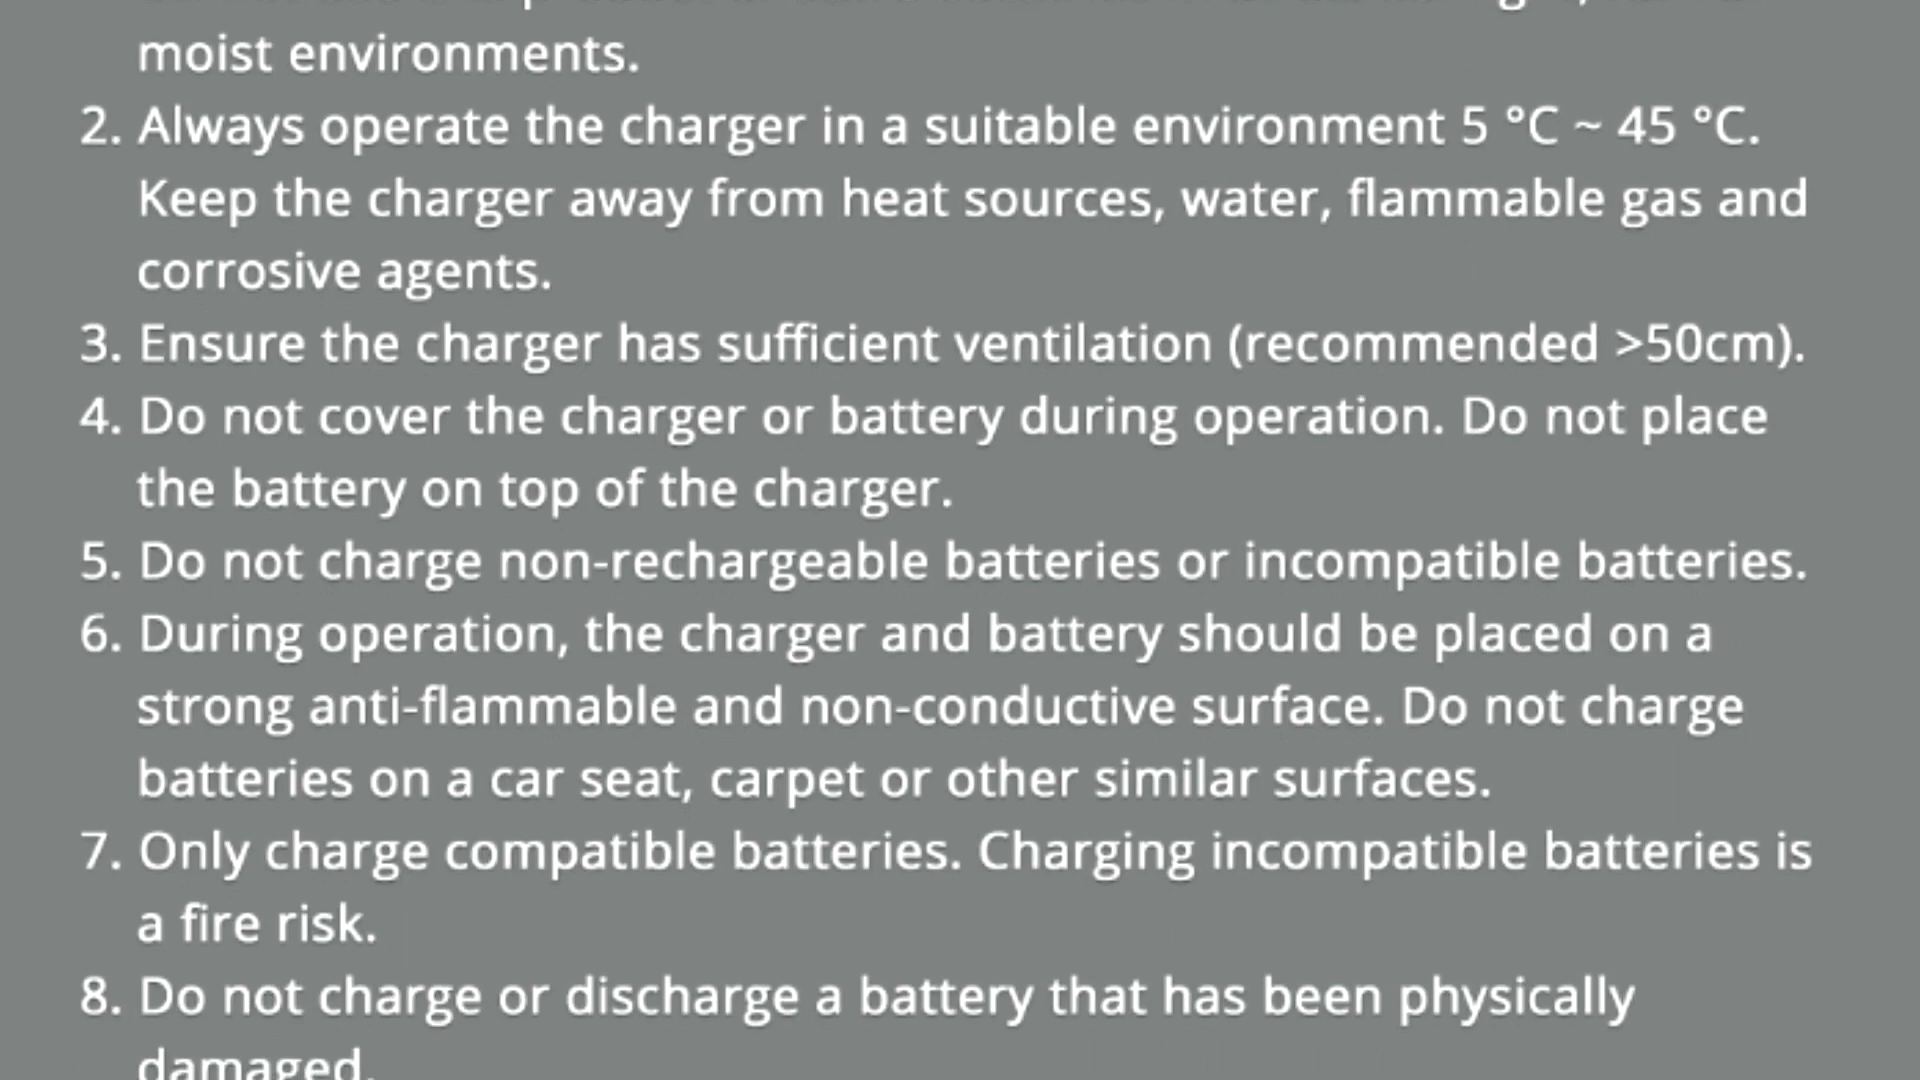 moist environments.
2. Always operate the charger in a suitable environment 5 °C ~ 45 °C.
Keep the charger away from heat sources, water, flammable gas and
corrosive agents.
3. Ensure the charger has sufficient ventilation (recommended >50cm).
4. Do not cover the charger or battery during operation. Do not place
the battery on top of the charger.
5. Do not charge non-rechargeable batteries or incompatible batteries.
6. During operation, the charger and battery should be placed on a
strong anti-flammable and non-conductive surface. Do not charge
batteries on a car seat, carpet or other similar surfaces.
7. Only charge compatible batteries. Charging incompatible batteries is
a fire risk.
8. Do not charge or discharge a battery that has been physically
damaged.